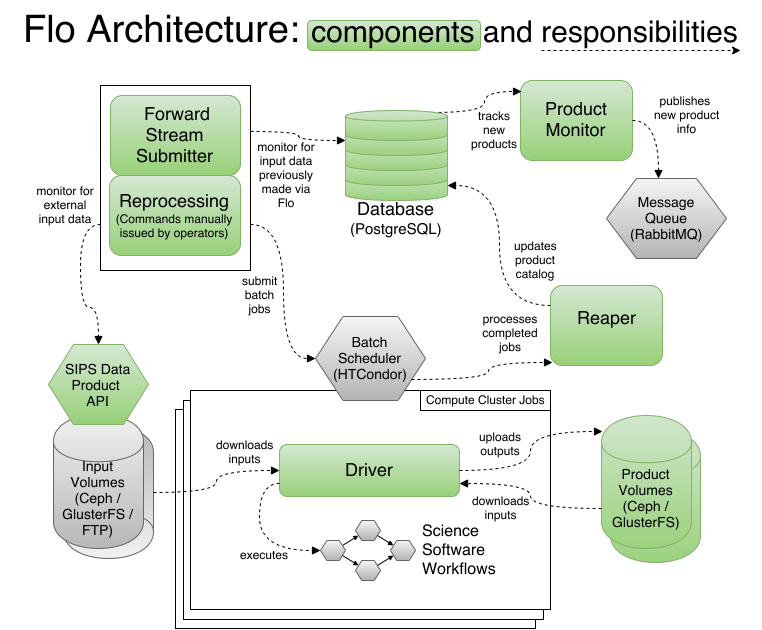 Flo Architecture: components and responsibilities
Forward
Stream
Submitter
Reprocessing
(Commands manually
issued by operators)
monitor for
external
input data
monitor for
input data
previously
made via
Flo
Database
(PostgreSQL)
tracks
new
products
Product
Monitor
publishes
new product
info
Message
Queue
(RabbitMQ)
updates
product
catalog
submit
batch
jobs
Batch
Scheduler
(HTCondor)
processes
completed
jobs
Reaper
SIPS Data
Product
API
Input
Volumes
(Ceph /
GlusterFS /
FTP)
Compute Cluster Jobs
downloads
inputs
Driver
uploads
outputs
downloads
inputs
Product
Volumes
(Ceph /
GlusterFS)
executes
Science
Software
Workflows